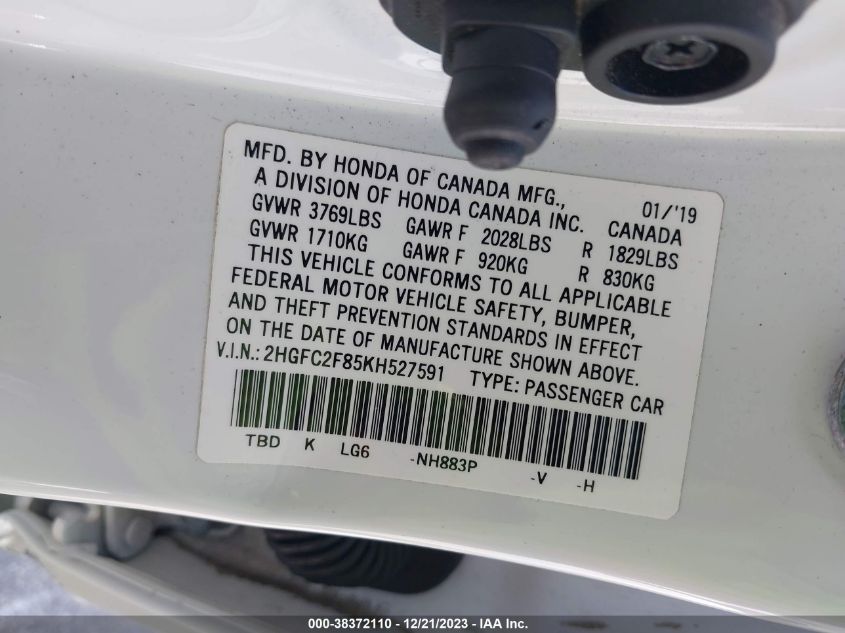 MFD. BY HONDA OF CANADA MFG.,
A DIVISION OF HONDA CANADA INC. 01/'19
CANADA
GVWR 3769LBS GAWR F 2028LBS R 1829LBS
GVWR 1710KG GAWR F 920KG R 830KG
THIS VEHICLE CONFORMS TO ALL APPLICABLE
FEDERAL MOTOR VEHICLE SAFETY, BUMPER,
AND THEFT PREVENTION STANDARDS IN EFFECT
ON THE DATE OF MANUFACTURE SHOWN ABOVE.
V.I.N.: 2HGFC2F85KH527591 TYPE: PASSENGER CAR
TBD K LG6 -NH883P -V -H
000-38372110 - 12/21/2023 - IAA Inc.